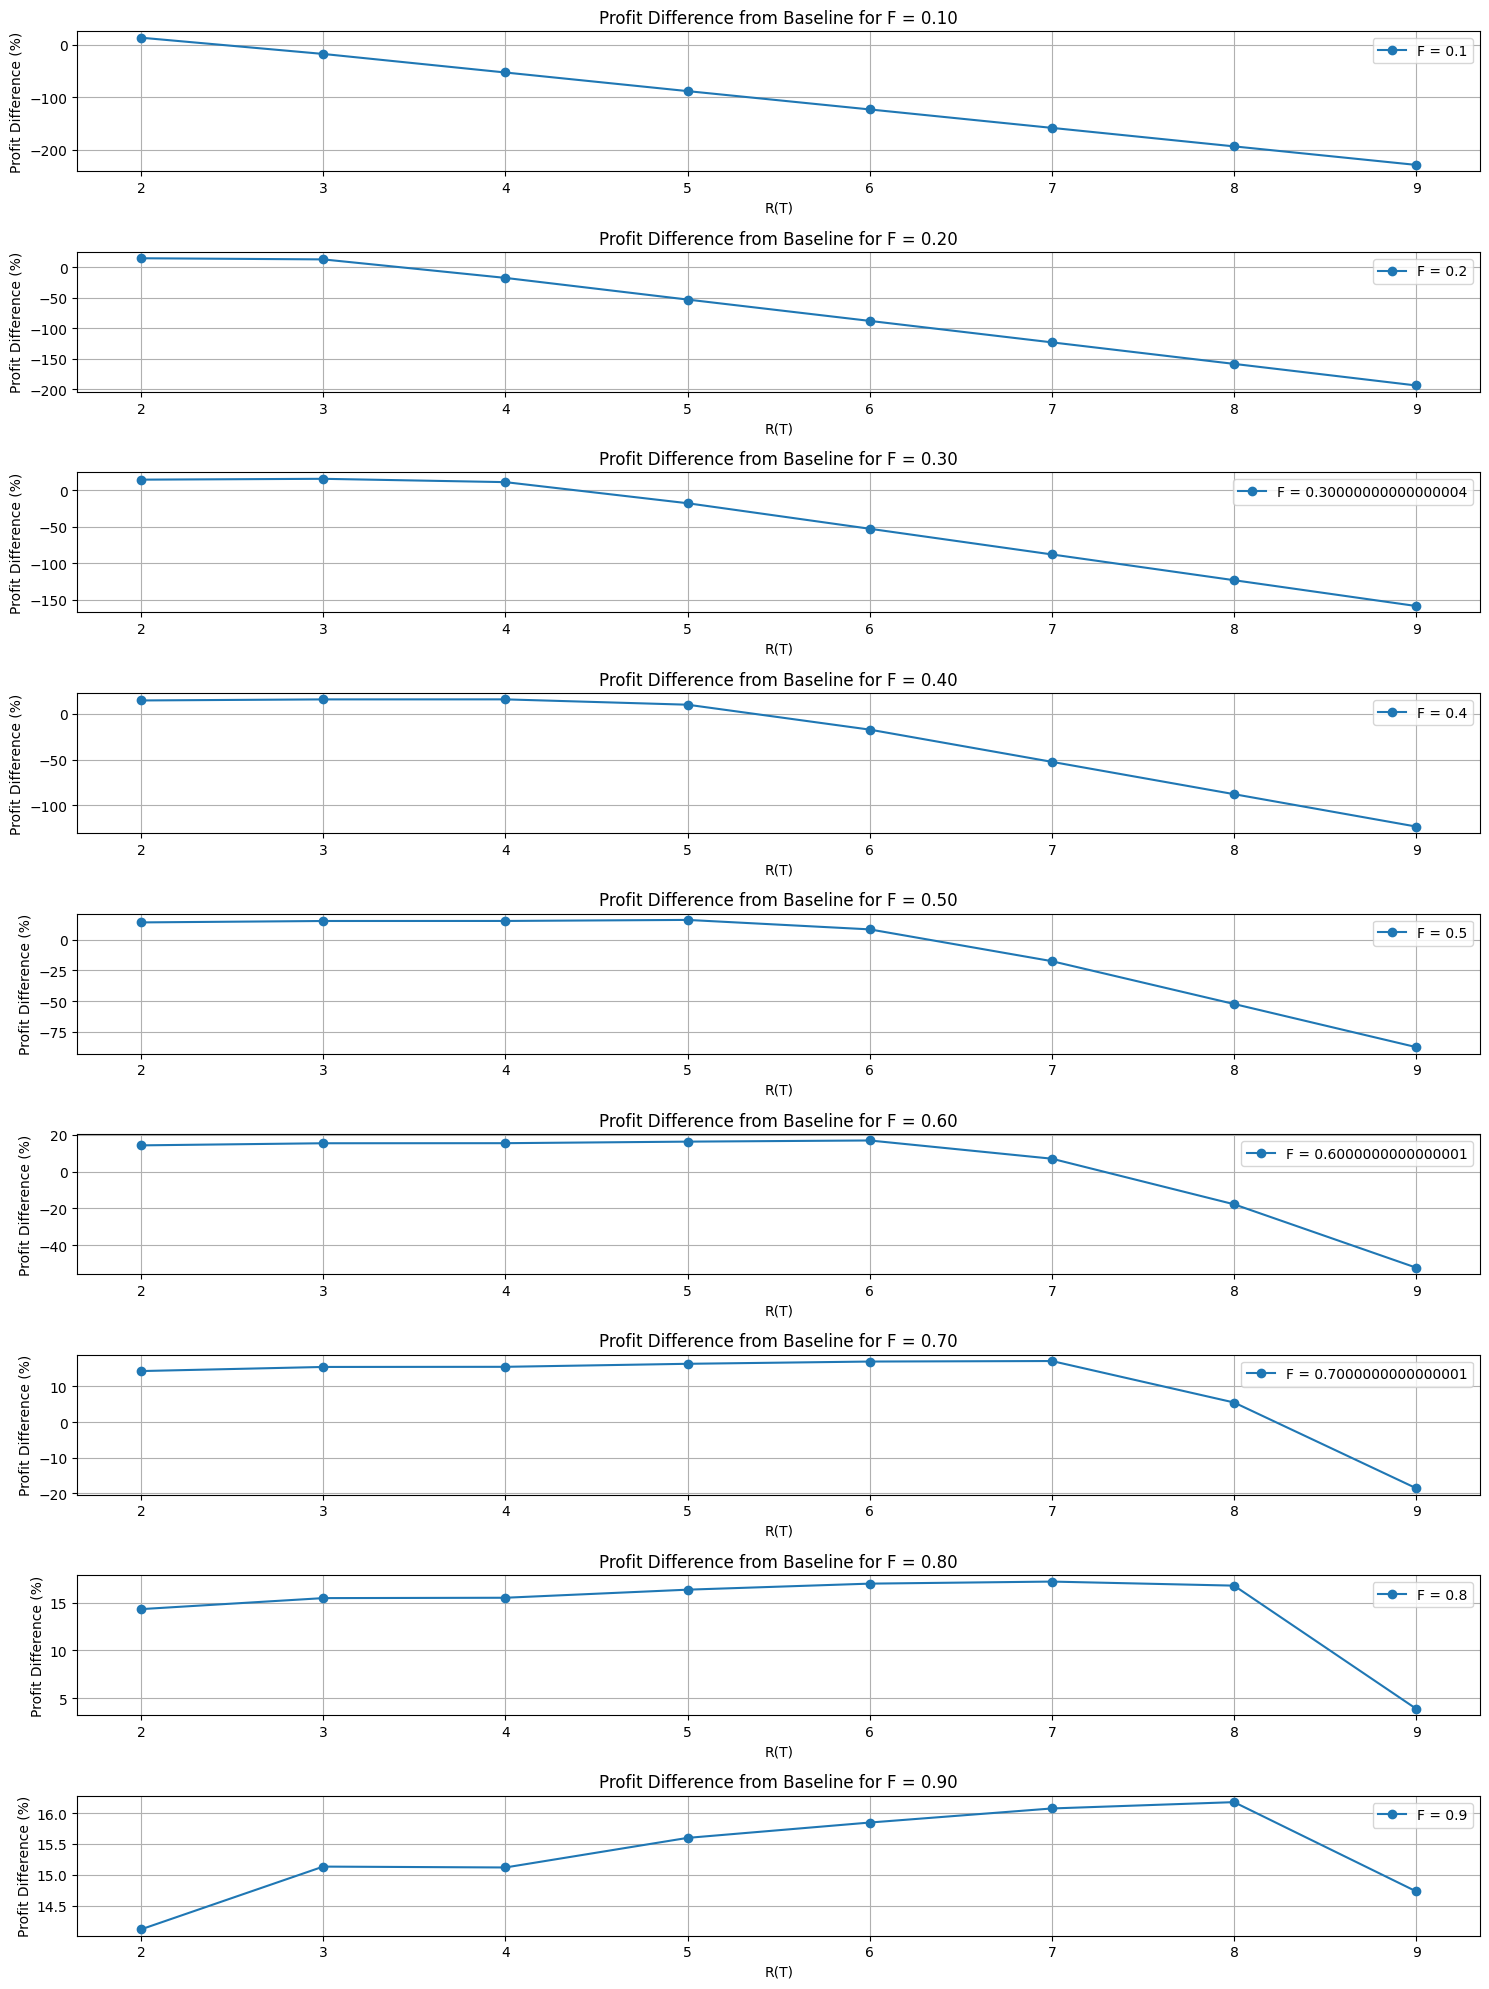 Profit Difference from Baseline for F = 0.10
Profit Difference (%)
0
−100
−200
F = 0.1
2 3 4 5 6 7 8 9
R(T)
Profit Difference from Baseline for F = 0.20
Profit Difference (%)
0
−50
−100
−150
−200
F = 0.2
2 3 4 5 6 7 8 9
R(T)
Profit Difference from Baseline for F = 0.30
Profit Difference (%)
0
−50
−100
−150
F = 0.30000000000000004
2 3 4 5 6 7 8 9
R(T)
Profit Difference from Baseline for F = 0.40
Profit Difference (%)
0
−50
−100
F = 0.4
2 3 4 5 6 7 8 9
R(T)
Profit Difference from Baseline for F = 0.50
Profit Difference (%)
0
−25
−50
−75
F = 0.5
2 3 4 5 6 7 8 9
R(T)
Profit Difference from Baseline for F = 0.60
Profit Difference (%)
20
0
−20
−40
F = 0.6000000000000001
2 3 4 5 6 7 8 9
R(T)
Profit Difference from Baseline for F = 0.70
Profit Difference (%)
10
0
−10
−20
F = 0.7000000000000001
2 3 4 5 6 7 8 9
R(T)
Profit Difference from Baseline for F = 0.80
Profit Difference (%)
15
10
5
F = 0.8
2 3 4 5 6 7 8 9
R(T)
Profit Difference from Baseline for F = 0.90
Profit Difference (%)
16.0
15.5
15.0
14.5
F = 0.9
2 3 4 5 6 7 8 9
R(T)